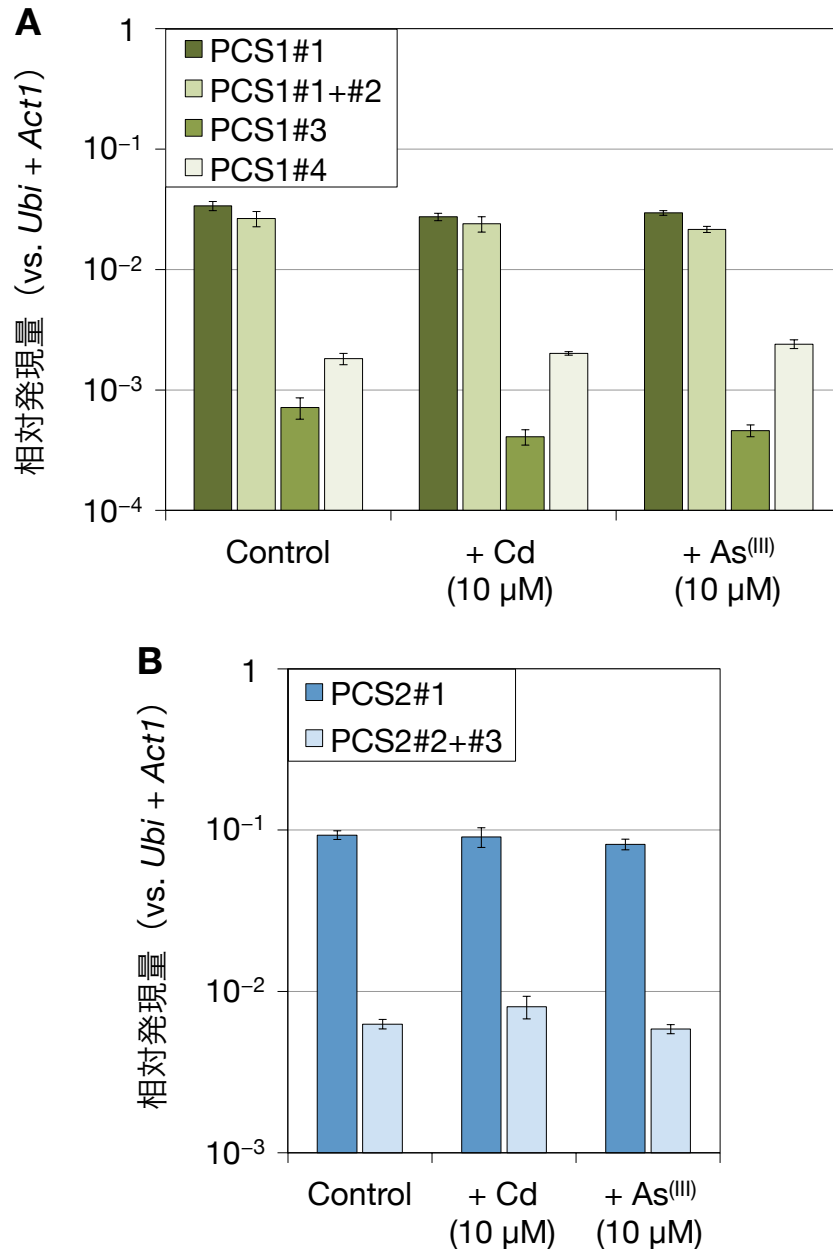 A
相対発現量（vs. Ubi + Act1）
1
10⁻¹
10⁻²
10⁻³
10⁻⁴
PCS1#1
PCS1#1+#2
PCS1#3
PCS1#4
Control
+ Cd
(10 μM)
+ As⁽ᴵᴵᴵ⁾
(10 μM)
B
相対発現量（vs. Ubi + Act1）
1
10⁻¹
10⁻²
10⁻³
PCS2#1
PCS2#2+#3
Control
+ Cd
(10 μM)
+ As⁽ᴵᴵᴵ⁾
(10 μM)